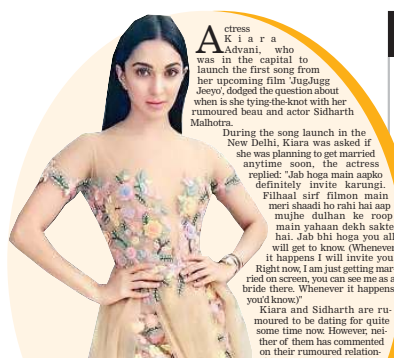 Actress
Kiara
Advani, who
was in the capital to
launch the first song from
her upcoming film 'JugJugg
Jeeyo', dodged the question about
when is she tying-the-knot with her
rumoured beau and actor Sidharth
Malhotra.
During the song launch in the
New Delhi, Kiara was asked if
she was planning to get married
anytime soon, the actress
replied: "Jab hoga main aapko
definitely invite karungi.
Filhaal sirf filmon main
meri shaadi ho rahi hai aap
mujhe dulhan ke roop
main yahaan dekh sakte
hai. Jab bhi hoga you all
will get to know. (Whenever
it happens I will invite you.
Right now, I am just getting mar-
ried on screen, you can see me as a
bride there. Whenever it happens
you'd know.)"
Kiara and Sidharth are ru-
moured to be dating for quite
some time now. However, nei-
ther of them has commented
on their rumoured relation-